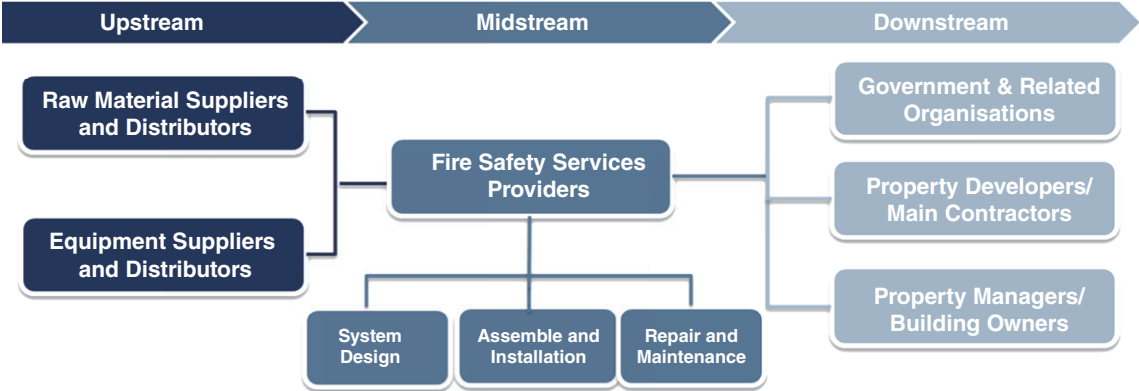 Upstream
Midstream
Downstream
Raw Material Suppliers
and Distributors
Equipment Suppliers
and Distributors
Fire Safety Services
Providers
System
Design
Assemble and
Installation
Repair and
Maintenance
Government & Related
Organisations
Property Developers/
Main Contractors
Property Managers/
Building Owners